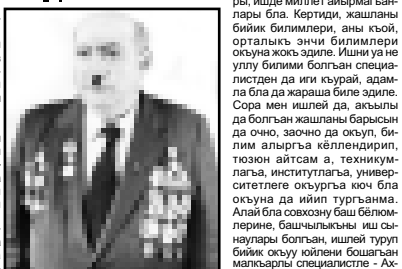 ры, ишде миллет айырмагъан-
лары бла. Кертиди, жашланы
бийик билимлери, аны къой,
орталыкъ энчи билимлери
окъуна жокъ эдиле. Ишни уа не
уллу билими болгъан специа-
листден да иги къурай, адам-
ла бла да жараша биле эдиле.
Сора мен ишлей да, акъылы
да болгъан жашланы барысын
да очно, заочно да окъуп, би-
лим алыргъа кёллендирип,
тюзюн айтсам а, техникум-
лагъа, институтлагъа, универ-
ситетлеге окъургъа кюч бла
окъуна да ийип тургъанма.
Алай бла совхозну баш бёлюм-
лерине, башчылыкъны иш сы-
наулары болгъан, ишлей туруп
бийик окъуу юйлени бошагъан
малкъарлы специалистле - Ах-